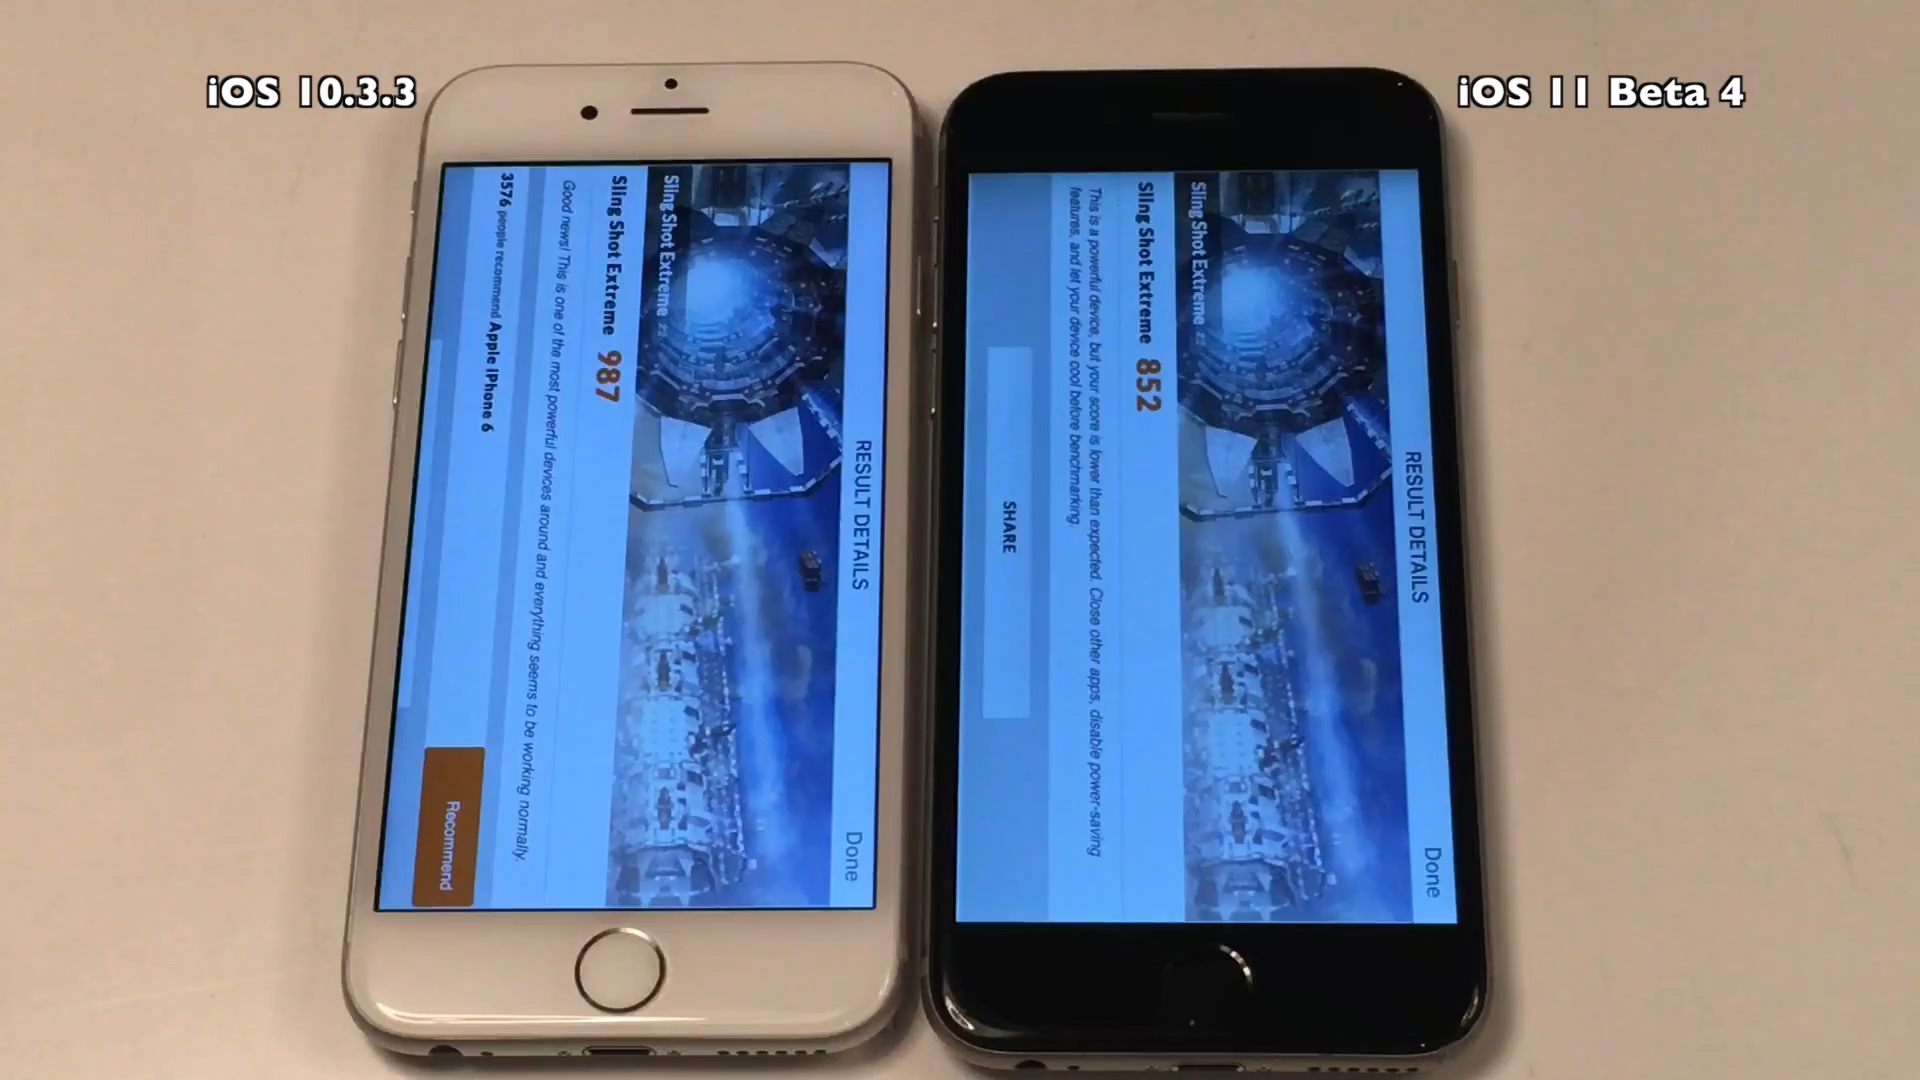 iOS 10.3.3
iOS 11 Beta 4
RESULT DETAILS
Done
Sling Shot Extreme
Sling Shot Extreme 987
Good news! This is one of the most powerful devices around and everything seems to be working normally.
3576 people recommend Apple iPhone 6
Recommend
RESULT DETAILS
Done
Sling Shot Extreme
Sling Shot Extreme 852
This is a powerful device, but your score is lower than expected. Close other apps, disable power-saving
features, and let your device cool before benchmarking.
SHARE